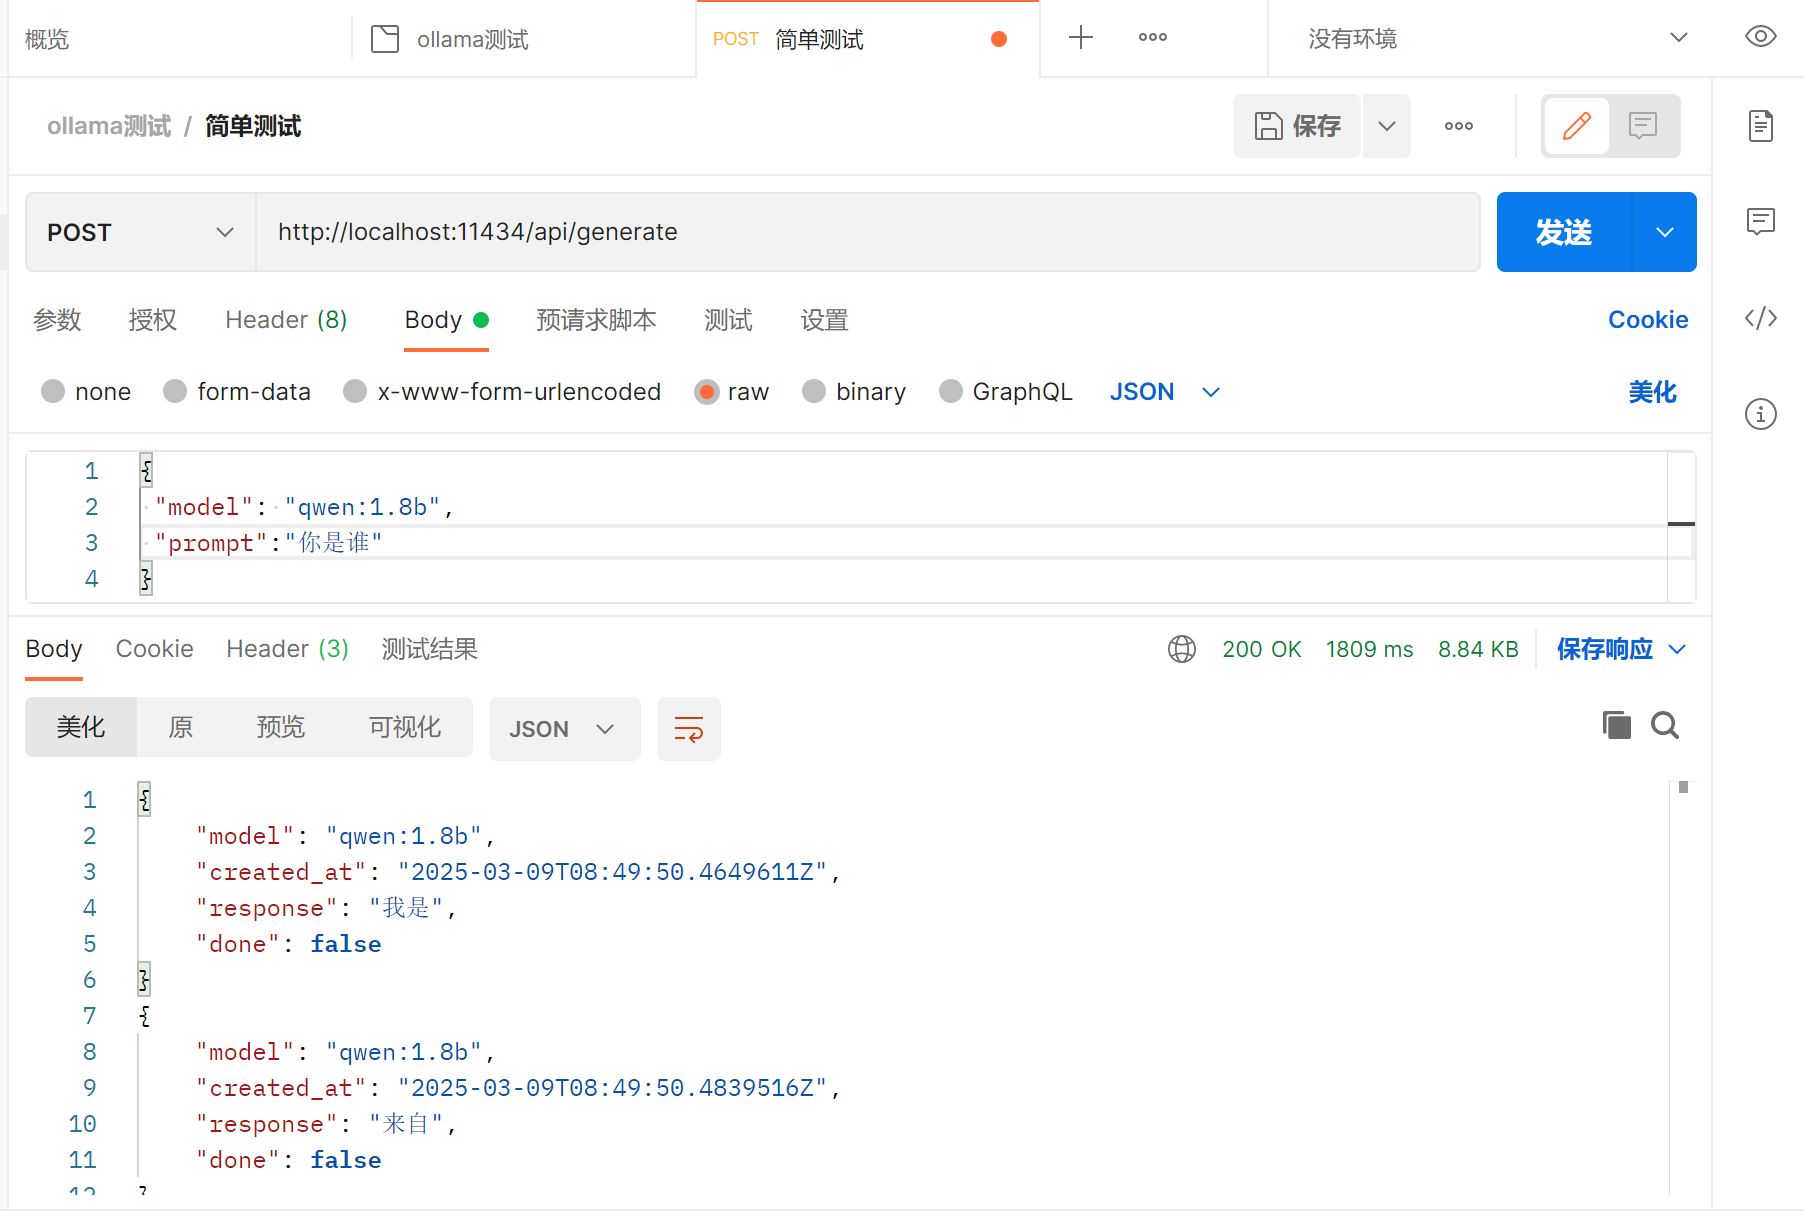 概览
ollama测试
POST 简单测试
没有环境
ollama测试 / 简单测试
保存
POST
http://localhost:11434/api/generate
发送
参数 授权 Header (8) Body 预请求脚本 测试 设置 Cookie
none form-data x-www-form-urlencoded raw binary GraphQL JSON 美化
1 {
2 "model": "qwen:1.8b",
3 "prompt":"你是谁"
4 }
Body Cookie Header (3) 测试结果 200 OK 1809 ms 8.84 KB 保存响应
美化 原 预览 可视化 JSON
1 {
2 "model": "qwen:1.8b",
3 "created_at": "2025-03-09T08:49:50.4649611Z",
4 "response": "我是",
5 "done": false
6 }
7 {
8 "model": "qwen:1.8b",
9 "created_at": "2025-03-09T08:49:50.4839516Z",
10 "response": "来自",
11 "done": false
12 }